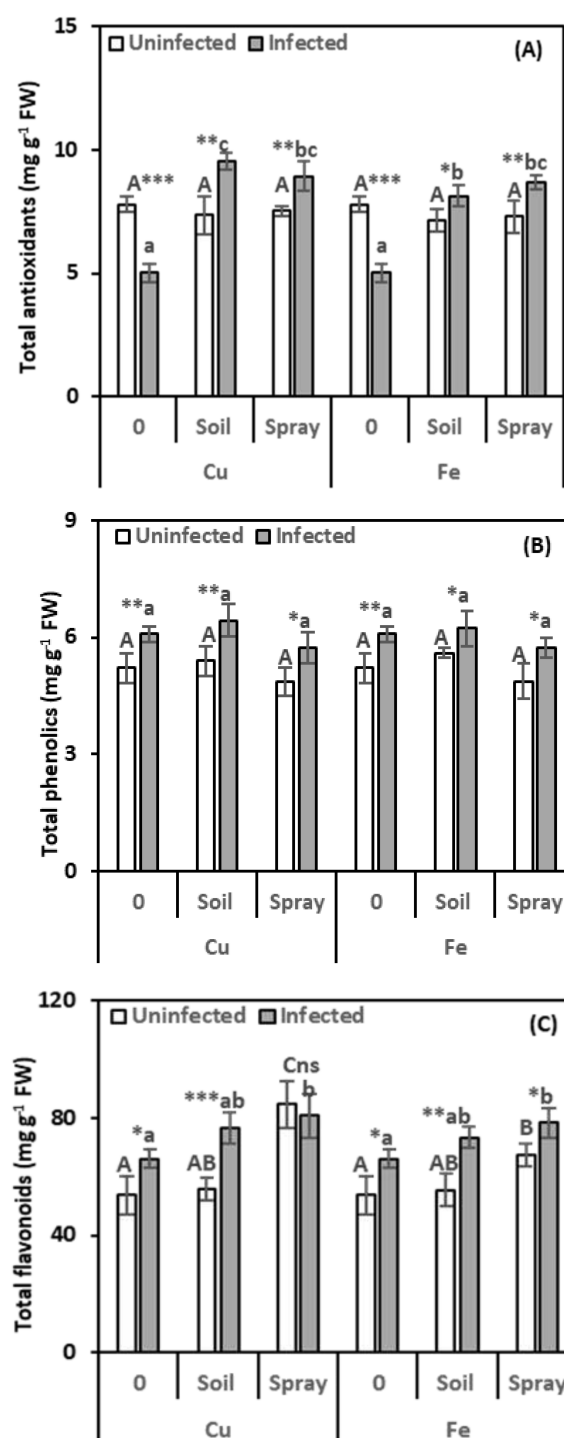 15
Uninfected Infected (A)
**c
**bc
**bc
10
A*** A A A*** *b
A A
a a
5
Total antioxidants (mg g-1 FW)
0
0 Soil Spray 0 Soil Spray
Cu Fe
9
Uninfected Infected (B)
**a **a *a **a *a *a
6
A A A A A A
Total phenolics (mg g-1 FW)
3
0
0 Soil Spray 0 Soil Spray
Cu Fe
120
Uninfected Infected (C)
Cns
***ab b **ab *b
80
*a *a B
A AB A AB
Total flavonoids (mg g-1 FW)
40
0
0 Soil Spray 0 Soil Spray
Cu Fe